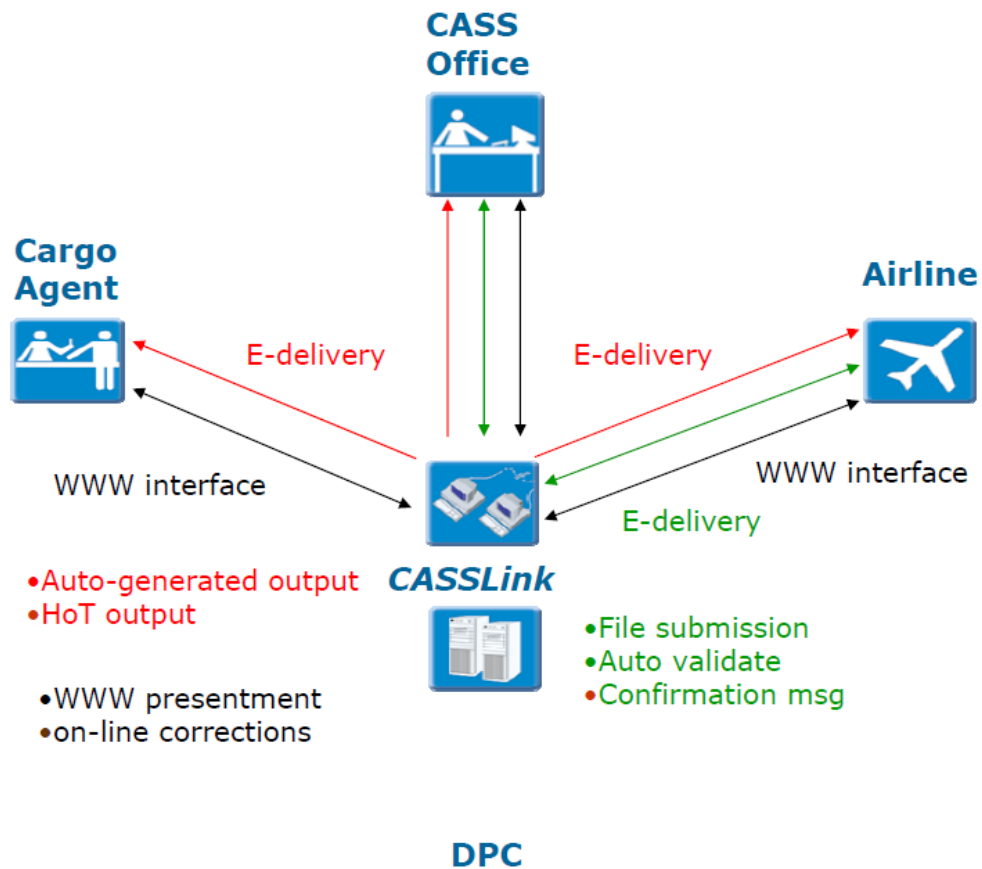 CASS
Office
Cargo
Agent
Airline
E-delivery
E-delivery
WWW interface
WWW interface
E-delivery
CASSLink
•Auto-generated output
•HoT output
•File submission
•Auto validate
•Confirmation msg
•WWW presentment
•on-line corrections
DPC